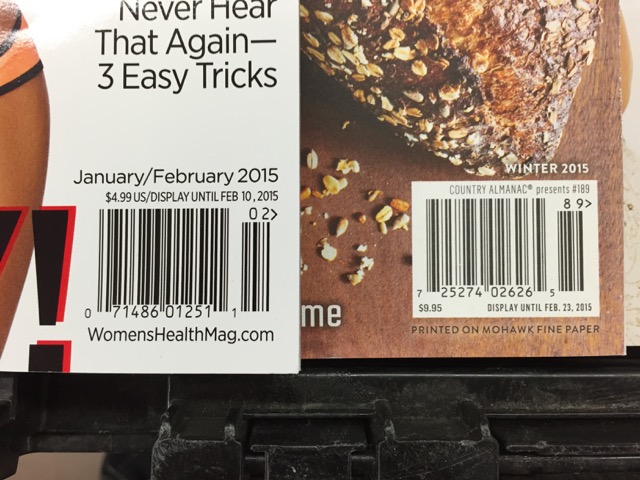 Never Hear
That Again—
3 Easy Tricks
January/February 2015
$4.99 US/DISPLAY UNTIL FEB 10, 2015
0 2>
0 71486 01251 1
WomensHealthMag.com
!
me
WINTER 2015
COUNTRY ALMANAC® presents #189
8 9>
7 25274 02626 5
$9.95 DISPLAY UNTIL FEB. 23, 2015
PRINTED ON MOHAWK FINE PAPER